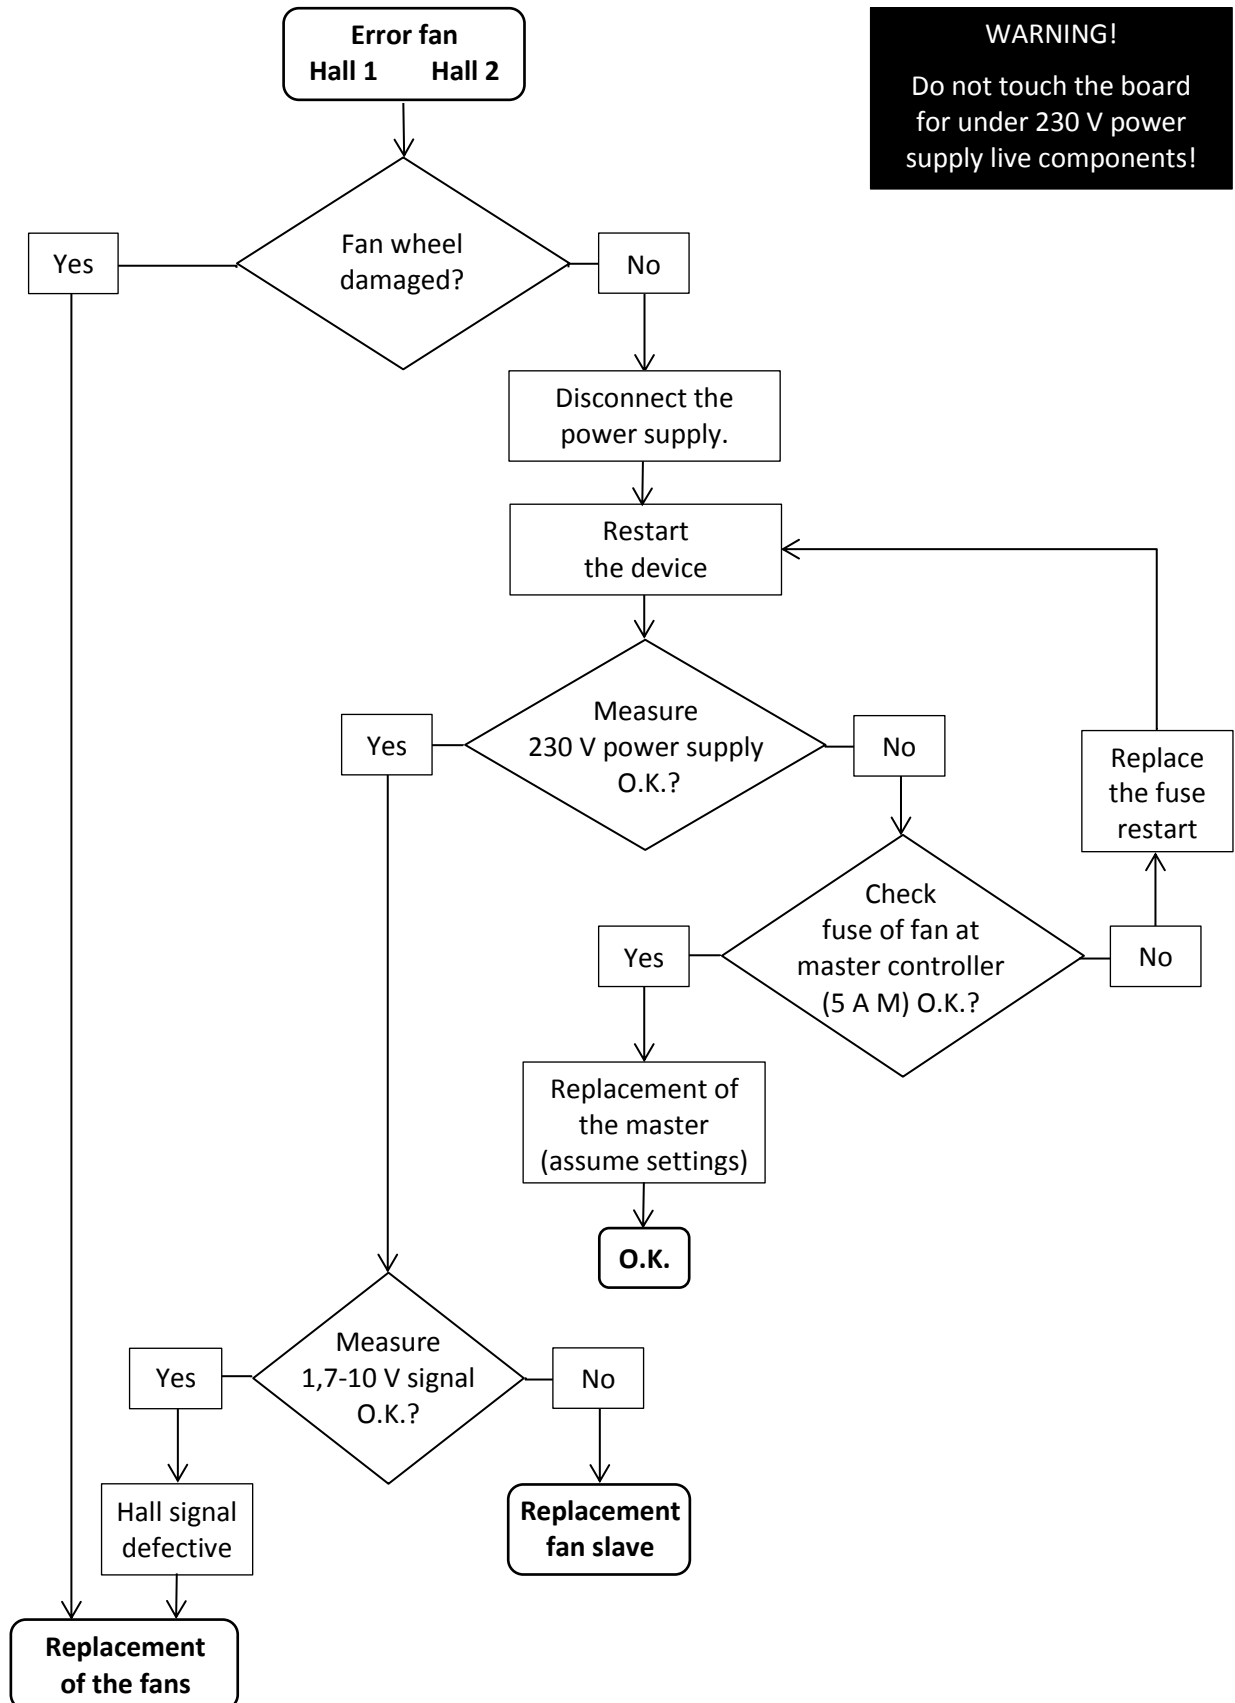 Error fan
Hall 1 Hall 2
WARNING!
Do not touch the board
for under 230 V power
supply live components!
Yes
Fan wheel
damaged?
No
Disconnect the
power supply.
Restart
the device
Yes
Measure
230 V power supply
O.K.?
No
Replace
the fuse
restart
Yes
Check
fuse of fan at
master controller
(5 A M) O.K.?
No
Replacement of
the master
(assume settings)
O.K.
Yes
Measure
1,7-10 V signal
O.K.?
No
Hall signal
defective
Replacement
fan slave
Replacement
of the fans